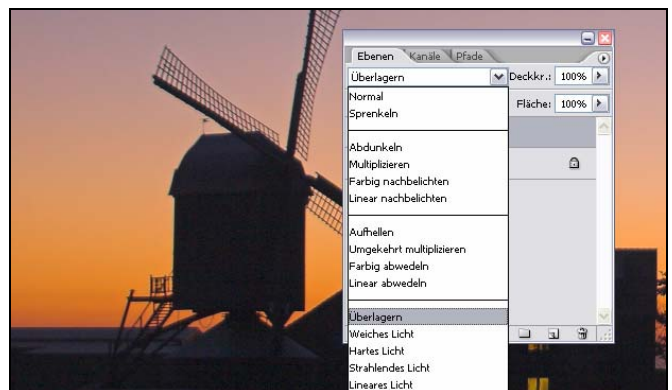 Ebenen Kanäle Pfade
Überlagern Deckkr.: 100%
Normal
Fläche: 100%
Sprenkeln
Abdunkeln
Multiplizieren
Farbig nachbelichten
Linear nachbelichten
Aufhellen
Umgekehrt multiplizieren
Farbig abwedeln
Linear abwedeln
Überlagern
Weiches Licht
Hartes Licht
Strahlendes Licht
Lineares Licht